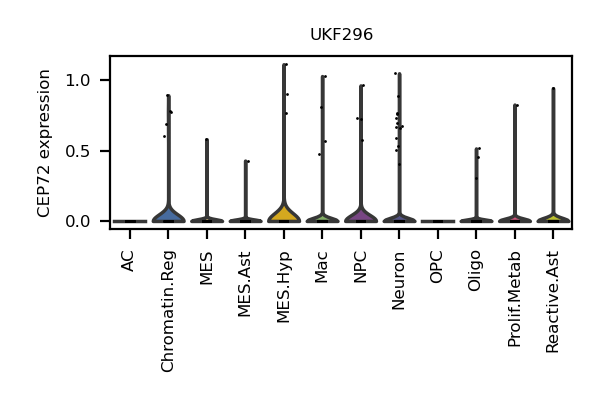 UKF296
CEP72 expression
1.0
0.5
0.0
AC
Chromatin.Reg
MES
MES.Ast
MES.Hyp
Mac
NPC
Neuron
OPC
Oligo
Prolif.Metab
Reactive.Ast